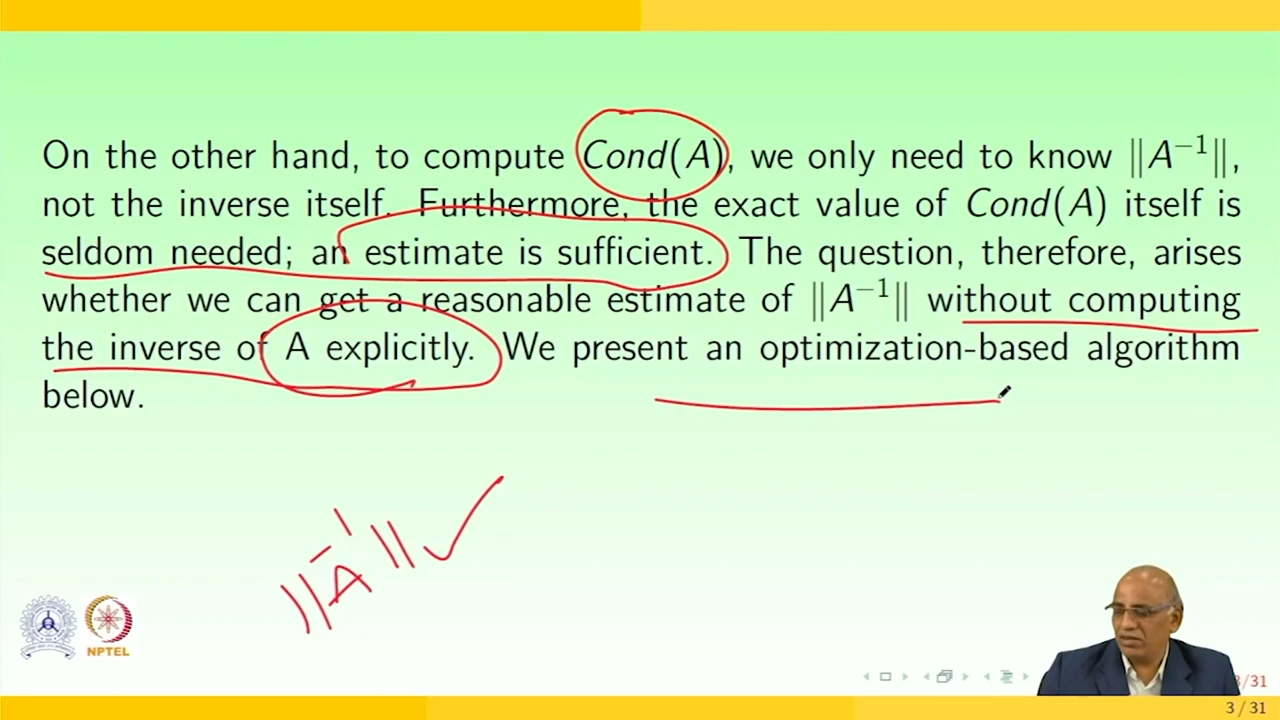 On the other hand, to compute Cond(A), we only need to know ‖A⁻¹‖,
not the inverse itself. Furthermore, the exact value of Cond(A) itself is
seldom needed; an estimate is sufficient. The question, therefore, arises
whether we can get a reasonable estimate of ‖A⁻¹‖ without computing
the inverse of A explicitly. We present an optimization-based algorithm
below.
‖A⁻¹‖ ✓
NPTEL
3/31
3 / 31